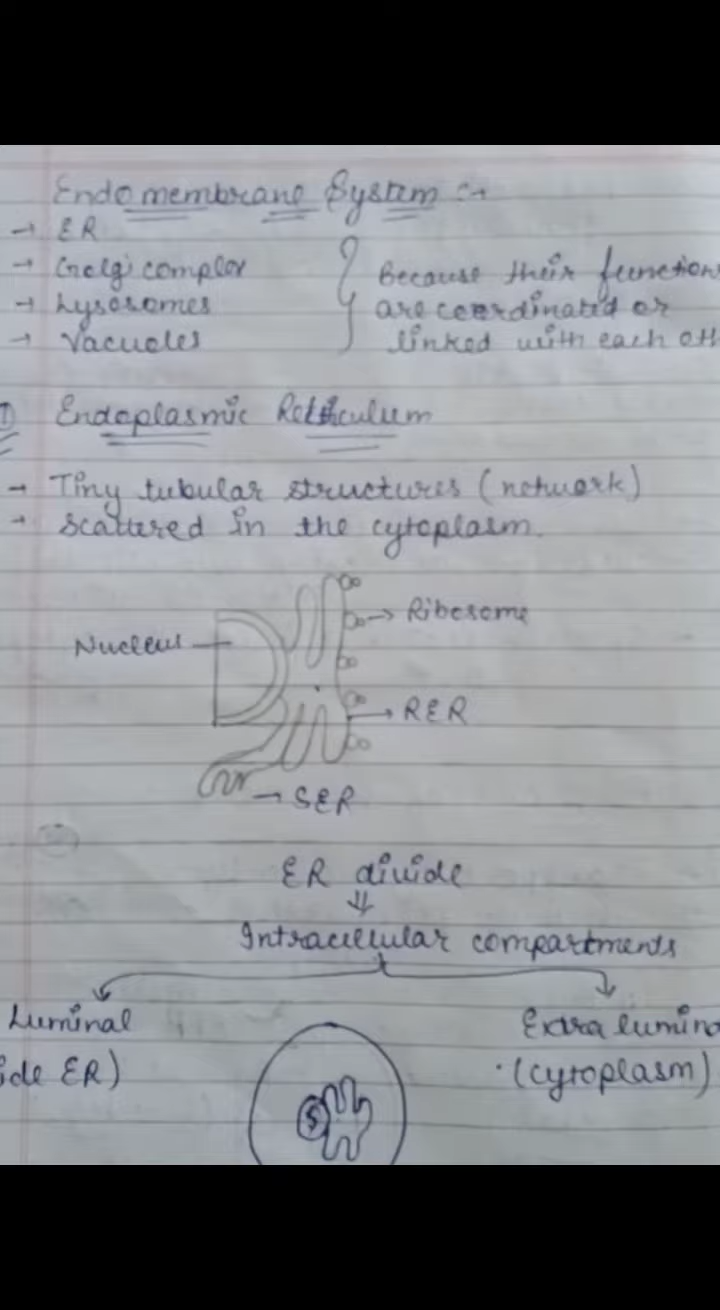 Endomembrane System :→
→ ER
→ Golgi complex
→ Lysosomes
→ Vacuoles
Because their function
are coordinated or
linked with each oth
① Endoplasmic Reticulum
→ Tiny tubular structures (network)
→ scattered in the cytoplasm.
Nucleus
→ Ribosome
→ RER
→ SER
ER divide
⇓
Intracellular compartments
Luminal
ide ER)
Extra lumina
(cytoplasm)